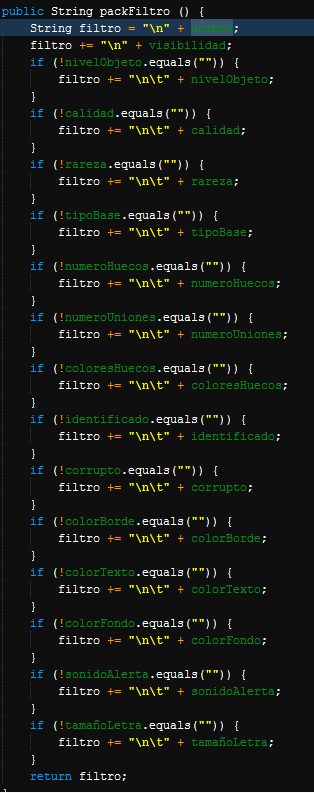 public String packFiltro () {
String filtro = "\n" + nombre;
filtro += "\n" + visibilidad;
if (!nivelObjeto.equals("")) {
filtro += "\n\t" + nivelObjeto;
}
if (!calidad.equals("")) {
filtro += "\n\t" + calidad;
}
if (!rareza.equals("")) {
filtro += "\n\t" + rareza;
}
if (!tipoBase.equals("")) {
filtro += "\n\t" + tipoBase;
}
if (!numeroHuecos.equals("")) {
filtro += "\n\t" + numeroHuecos;
}
if (!numeroUniones.equals("")) {
filtro += "\n\t" + numeroUniones;
}
if (!coloresHuecos.equals("")) {
filtro += "\n\t" + coloresHuecos;
}
if (!identificado.equals("")) {
filtro += "\n\t" + identificado;
}
if (!corrupto.equals("")) {
filtro += "\n\t" + corrupto;
}
if (!colorBorde.equals("")) {
filtro += "\n\t" + colorBorde;
}
if (!colorTexto.equals("")) {
filtro += "\n\t" + colorTexto;
}
if (!colorFondo.equals("")) {
filtro += "\n\t" + colorFondo;
}
if (!sonidoAlerta.equals("")) {
filtro += "\n\t" + sonidoAlerta;
}
if (!tamañoLetra.equals("")) {
filtro += "\n\t" + tamañoLetra;
}
return filtro;
}